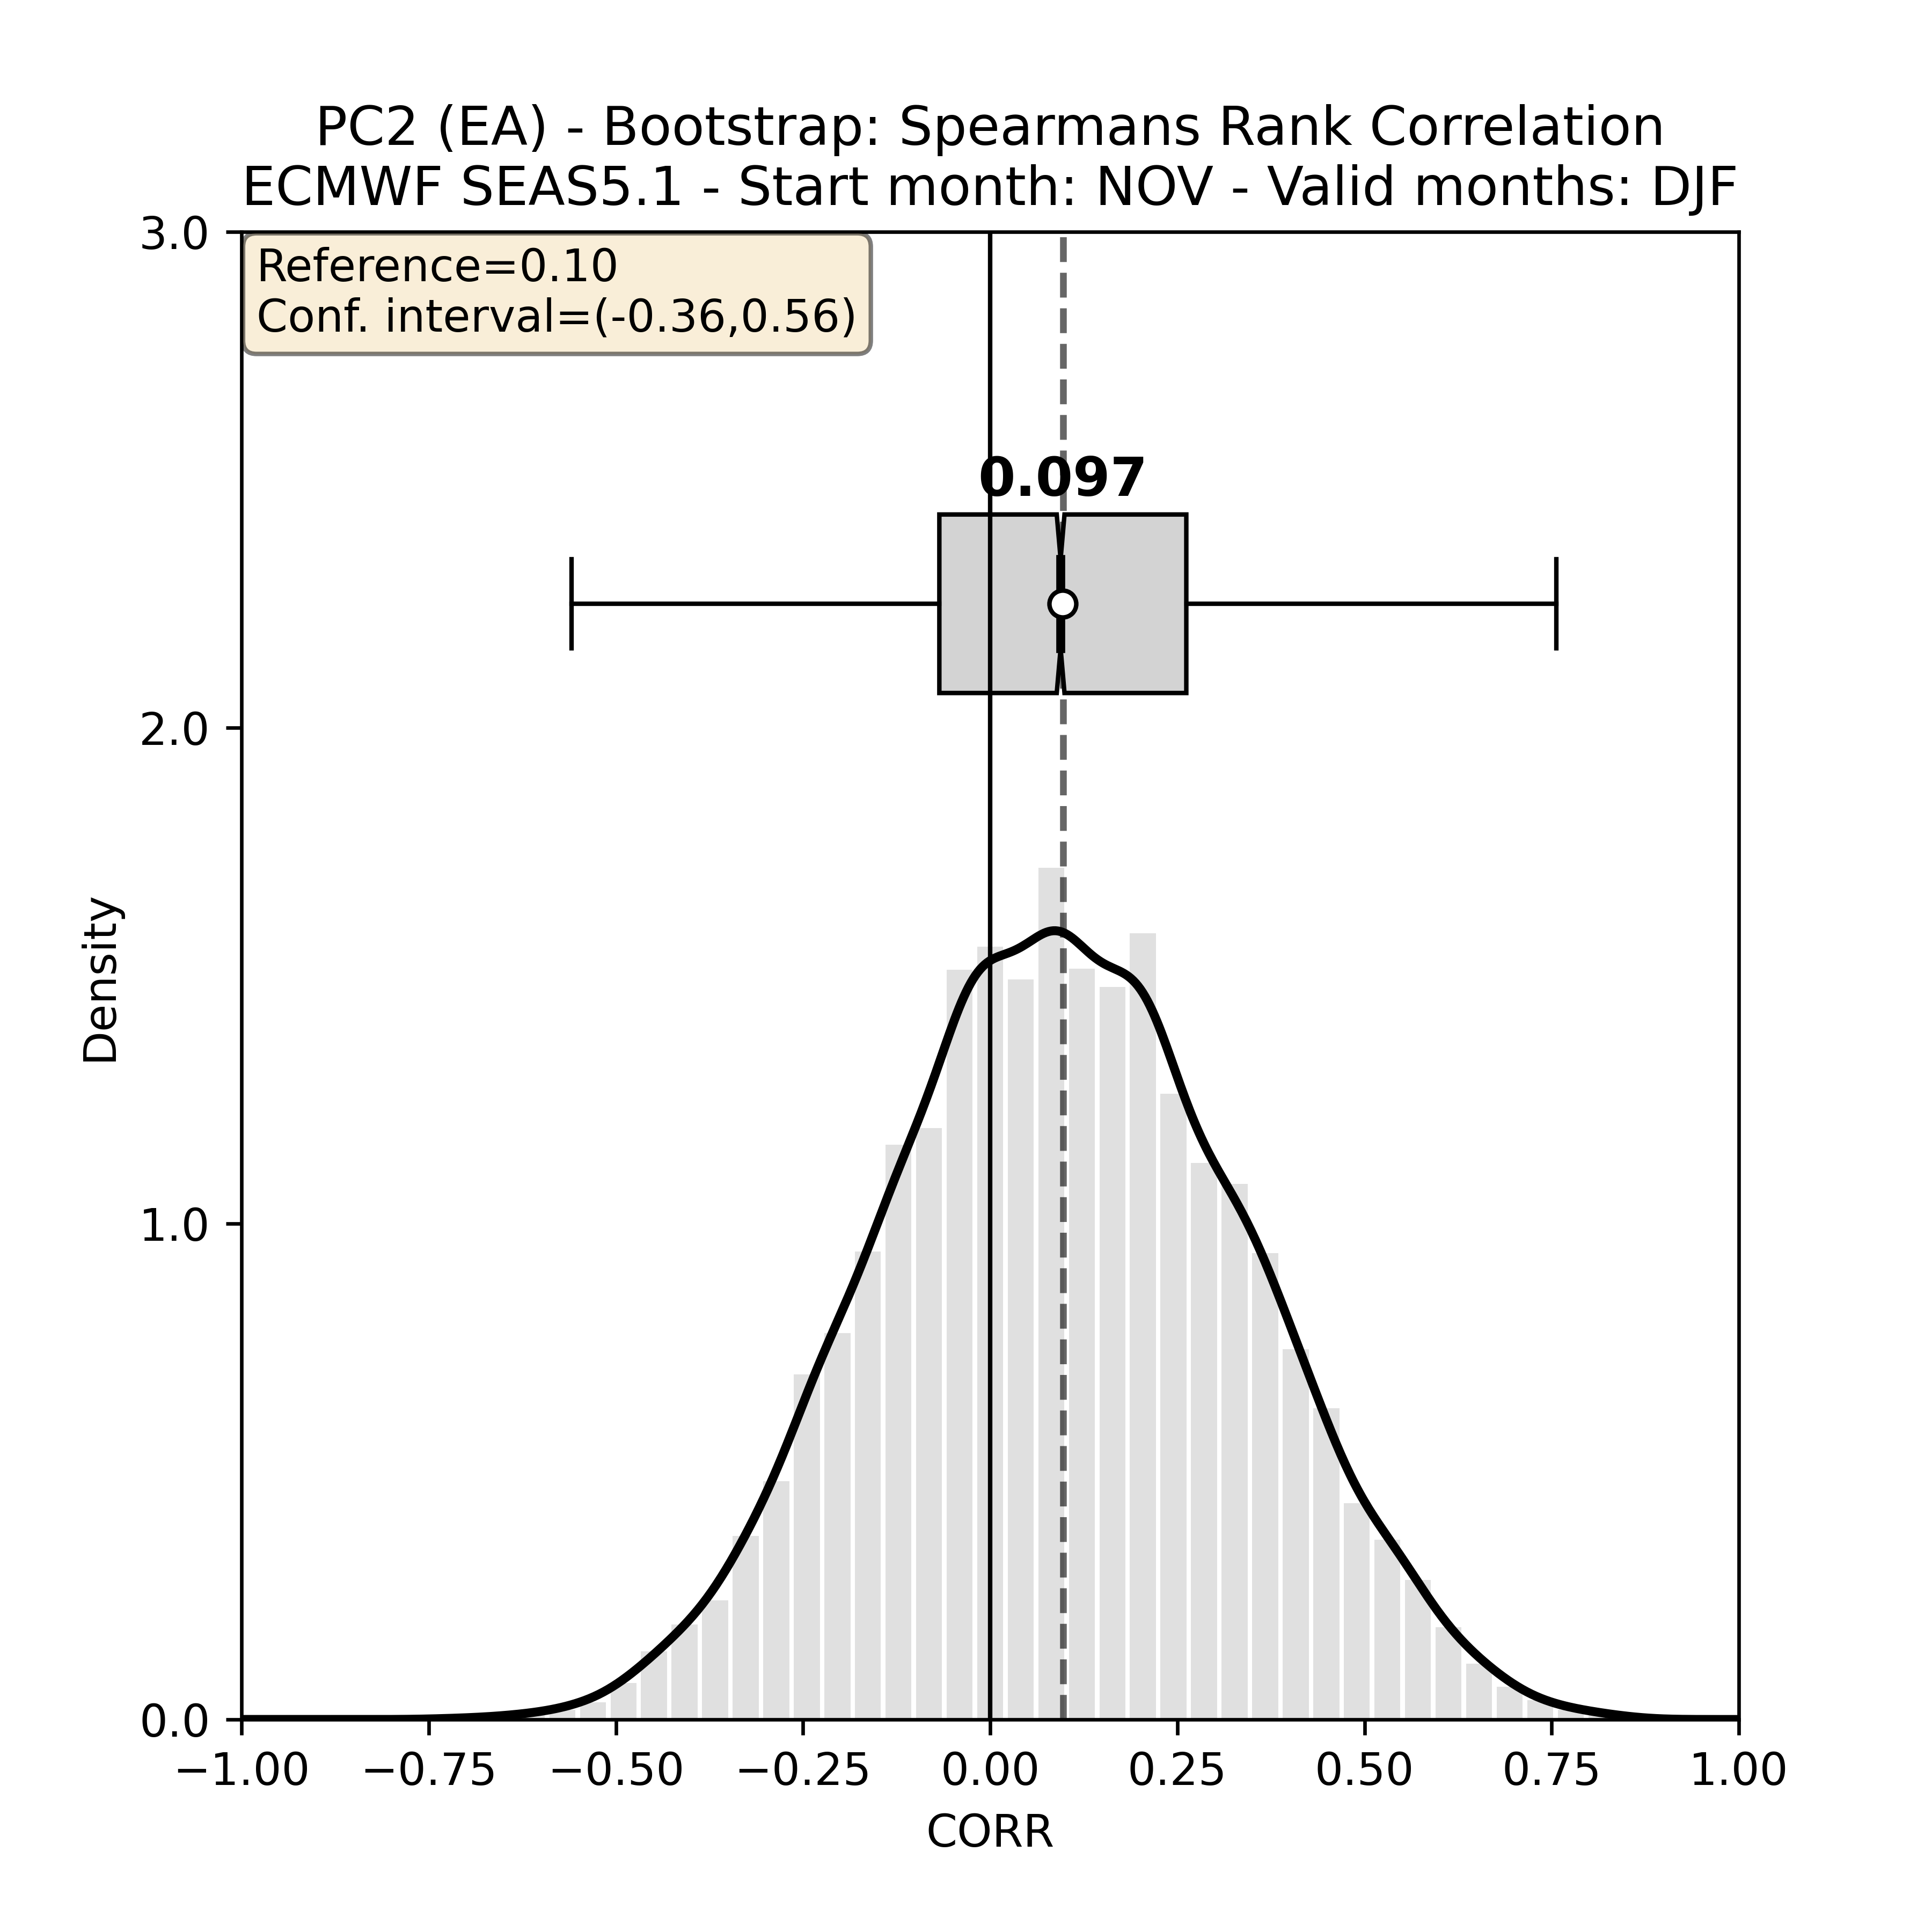 PC2 (EA) - Bootstrap: Spearmans Rank Correlation
ECMWF SEAS5.1 - Start month: NOV - Valid months: DJF
3.0
Reference=0.10
Conf. interval=(-0.36,0.56)
0.097
2.0
Density
1.0
0.0
−1.00 −0.75 −0.50 −0.25 0.00 0.25 0.50 0.75 1.00
CORR